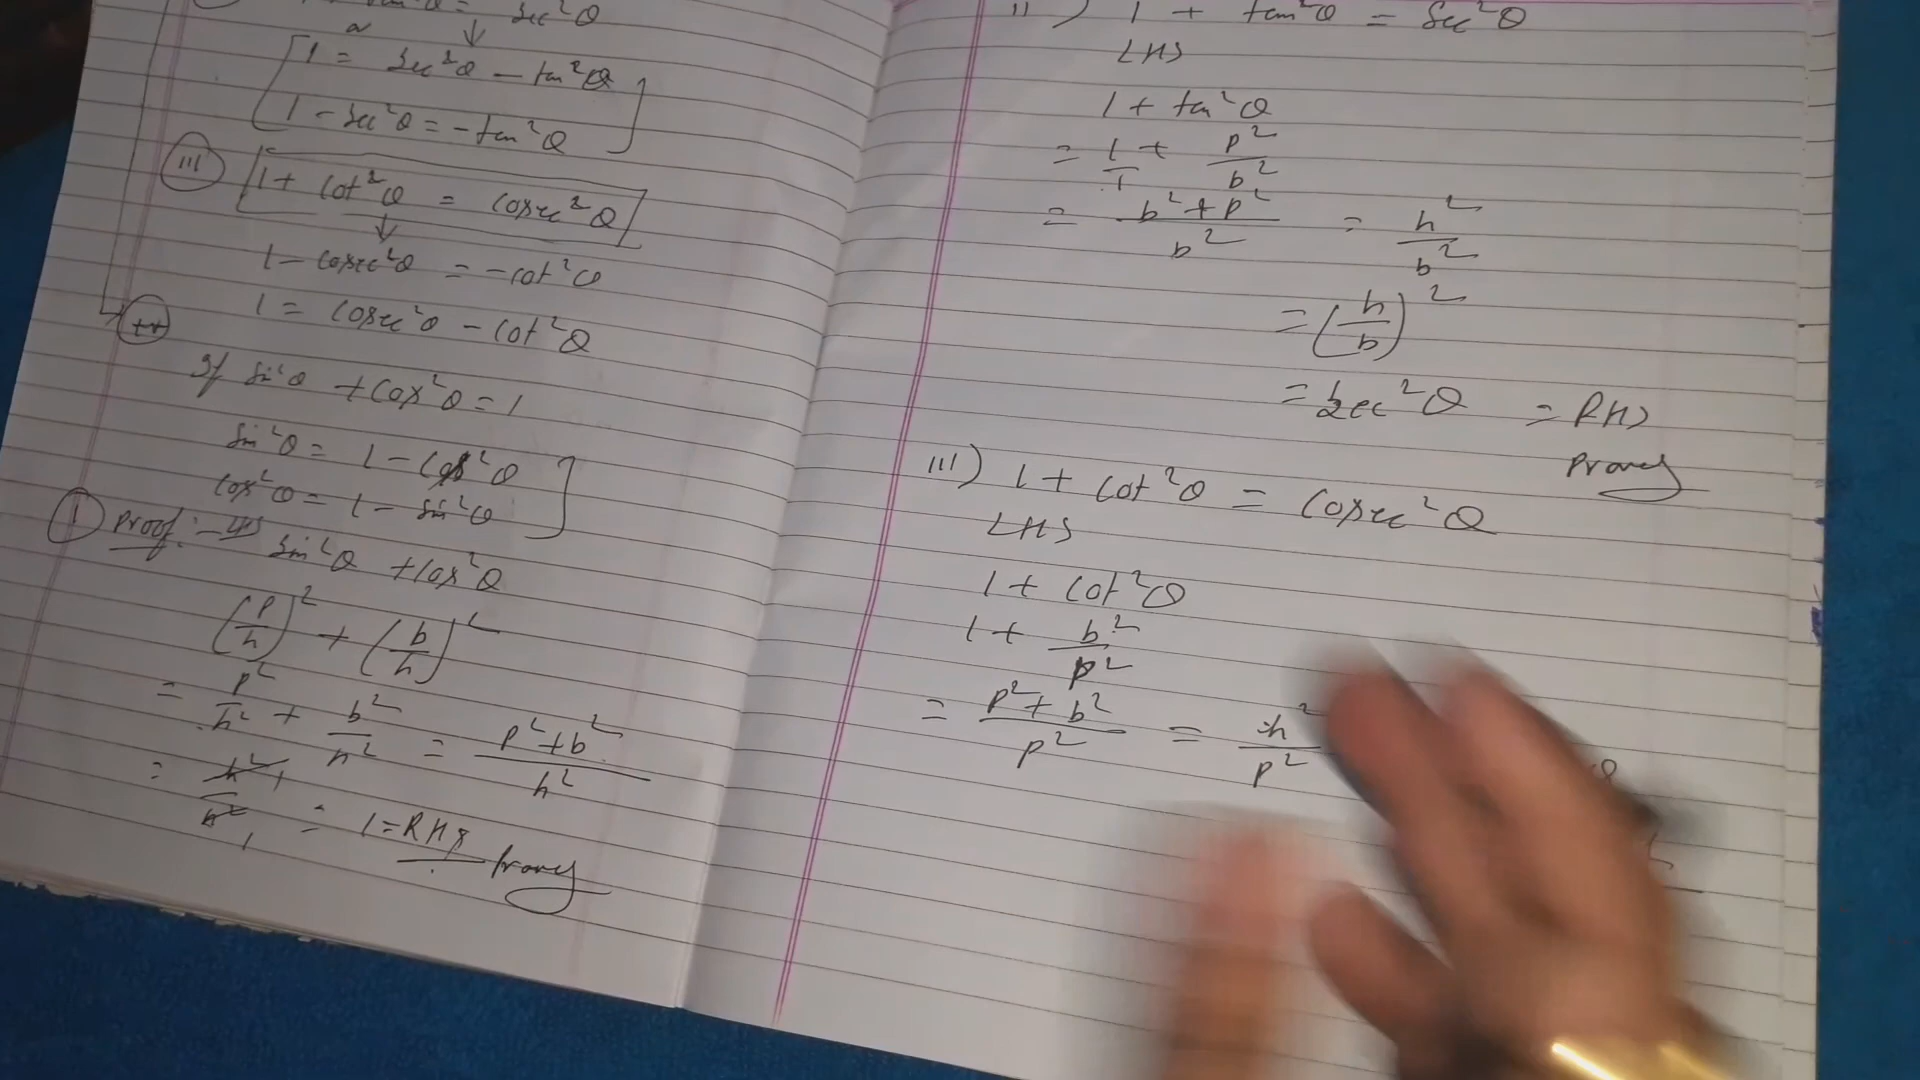 tan²θ = sec²θ
↓
1 = sec²θ - tan²θ
1 - sec²θ = -tan²θ
(iii) 1 + cot²θ = cosec²θ
↓
1 - cosec²θ = -cot²θ
1 = cosec²θ - cot²θ
If sin²θ + cos²θ = 1
sin²θ = 1 - cos²θ
cos²θ = 1 - sin²θ
(i) Proof:- LHS sin²θ + cos²θ
(p/h)² + (b/h)²
= p²/h² + b²/h² = p²+b²/h²
= h²/h² = 1 = RHS
ii) 1 + tan²θ = sec²θ
LHS
1 + tan²θ
= 1/1 + p²/b²
= b²+p²/b² = h²/b²
= (h/b)²
= sec²θ = RHS
iii) 1 + cot²θ = cosec²θ
LHS
1 + cot²θ
1 + b²/p²
= p²+b²/p² = h²/p²